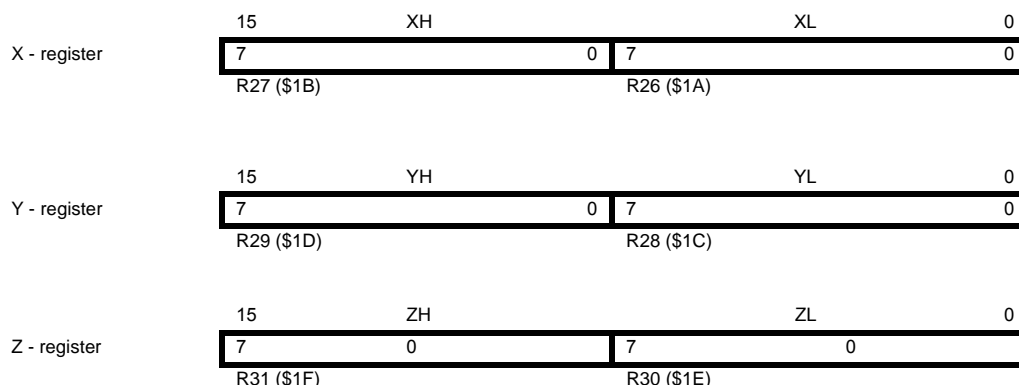 15 XH XL 0
X - register 7 0 7 0
R27 ($1B) R26 ($1A)
15 YH YL 0
Y - register 7 0 7 0
R29 ($1D) R28 ($1C)
15 ZH ZL 0
Z - register 7 0 7 0
R31 ($1F) R30 ($1E)